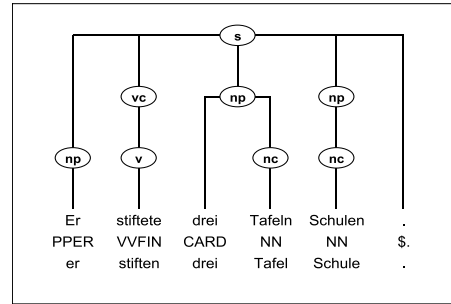 s
vc np np
np v nc nc
Er stiftete drei Tafeln Schulen .
PPER VVFIN CARD NN NN $.
er stiften drei Tafel Schule .